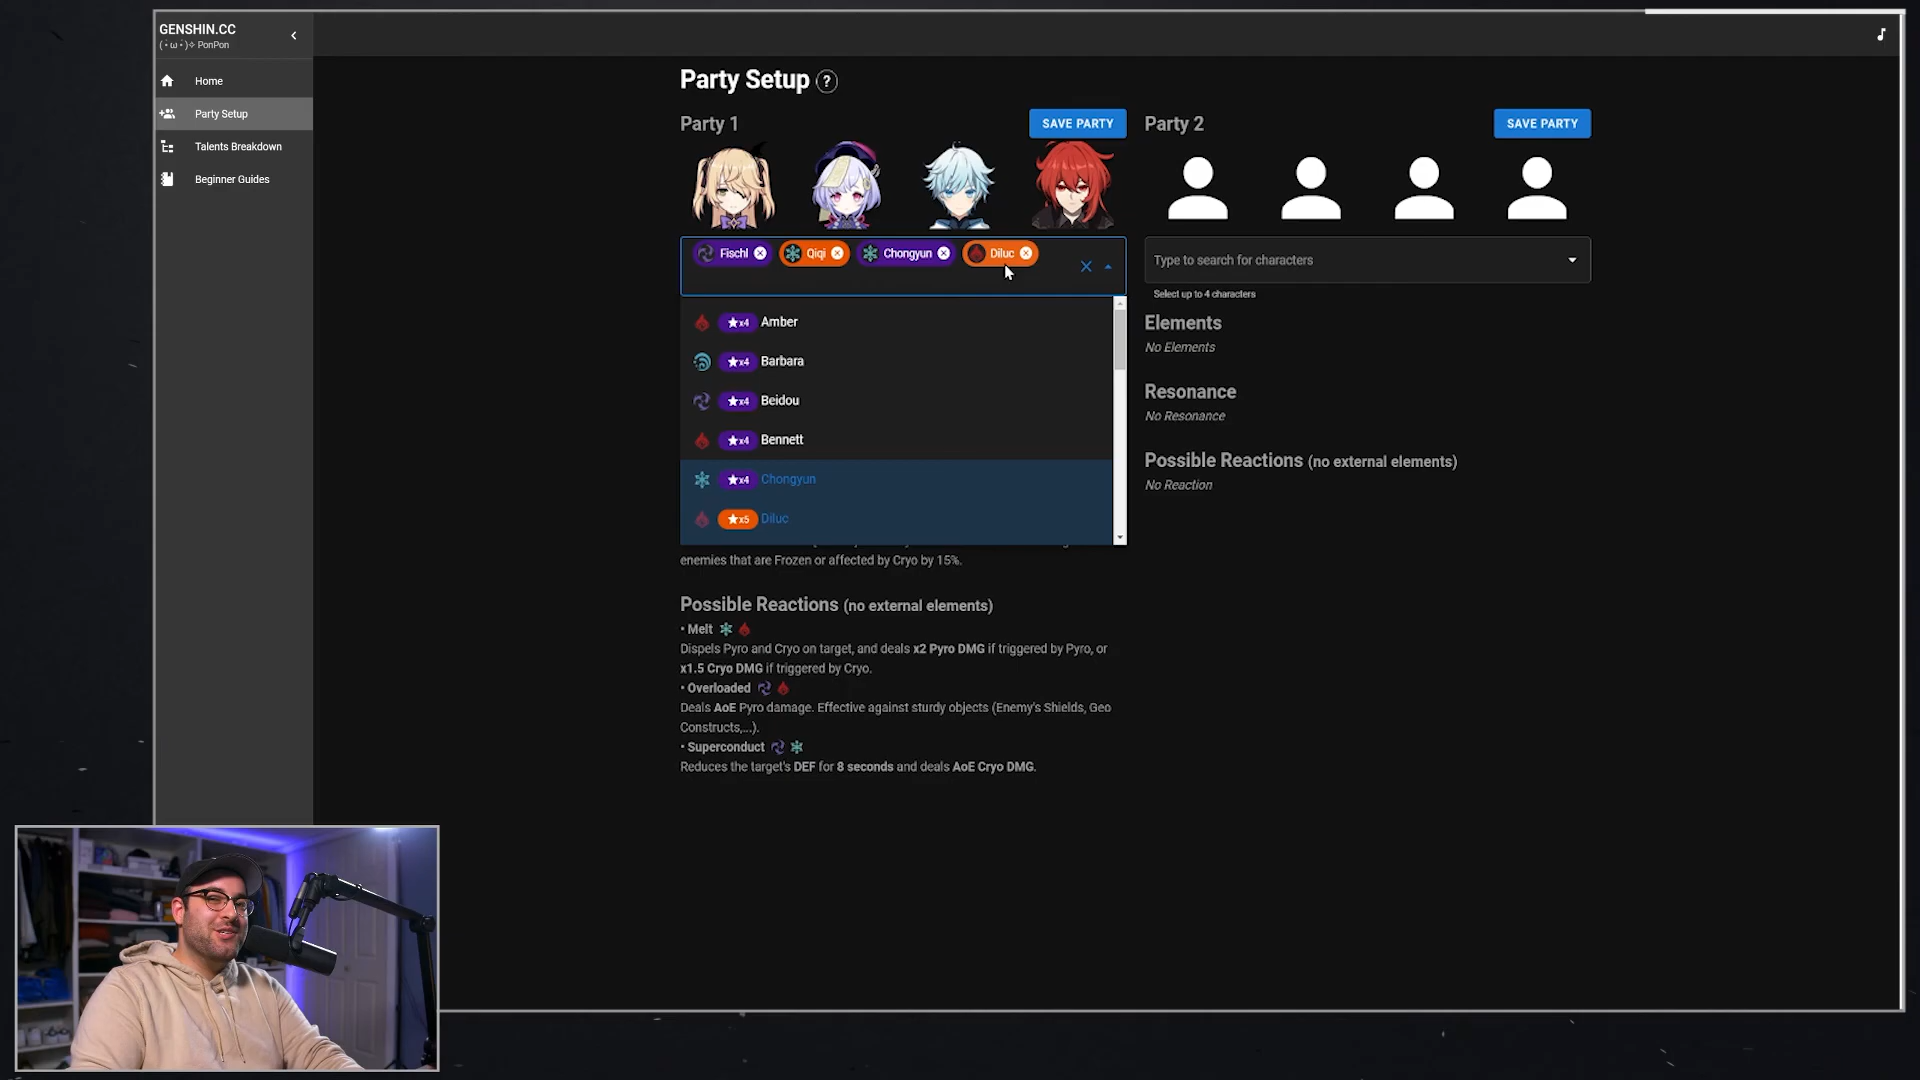 GENSHIN.CC
(･ω･)✧ PonPon
Home
Party Setup
Talents Breakdown
Beginner Guides
Party Setup ?
Party 1
SAVE PARTY
Fischl
Qiqi
Chongyun
Diluc
★x4 Amber
★x4 Barbara
★x4 Beidou
★x4 Bennett
★x4 Chongyun
★x5 Diluc
enemies that are Frozen or affected by Cryo by 15%.
Possible Reactions (no external elements)
• Melt
Dispels Pyro and Cryo on target, and deals x2 Pyro DMG if triggered by Pyro, or
x1.5 Cryo DMG if triggered by Cryo.
• Overloaded
Deals AoE Pyro damage. Effective against sturdy objects (Enemy's Shields, Geo
Constructs,...).
• Superconduct
Reduces the target's DEF for 8 seconds and deals AoE Cryo DMG.
Party 2
SAVE PARTY
Type to search for characters
Select up to 4 characters
Elements
No Elements
Resonance
No Resonance
Possible Reactions (no external elements)
No Reaction